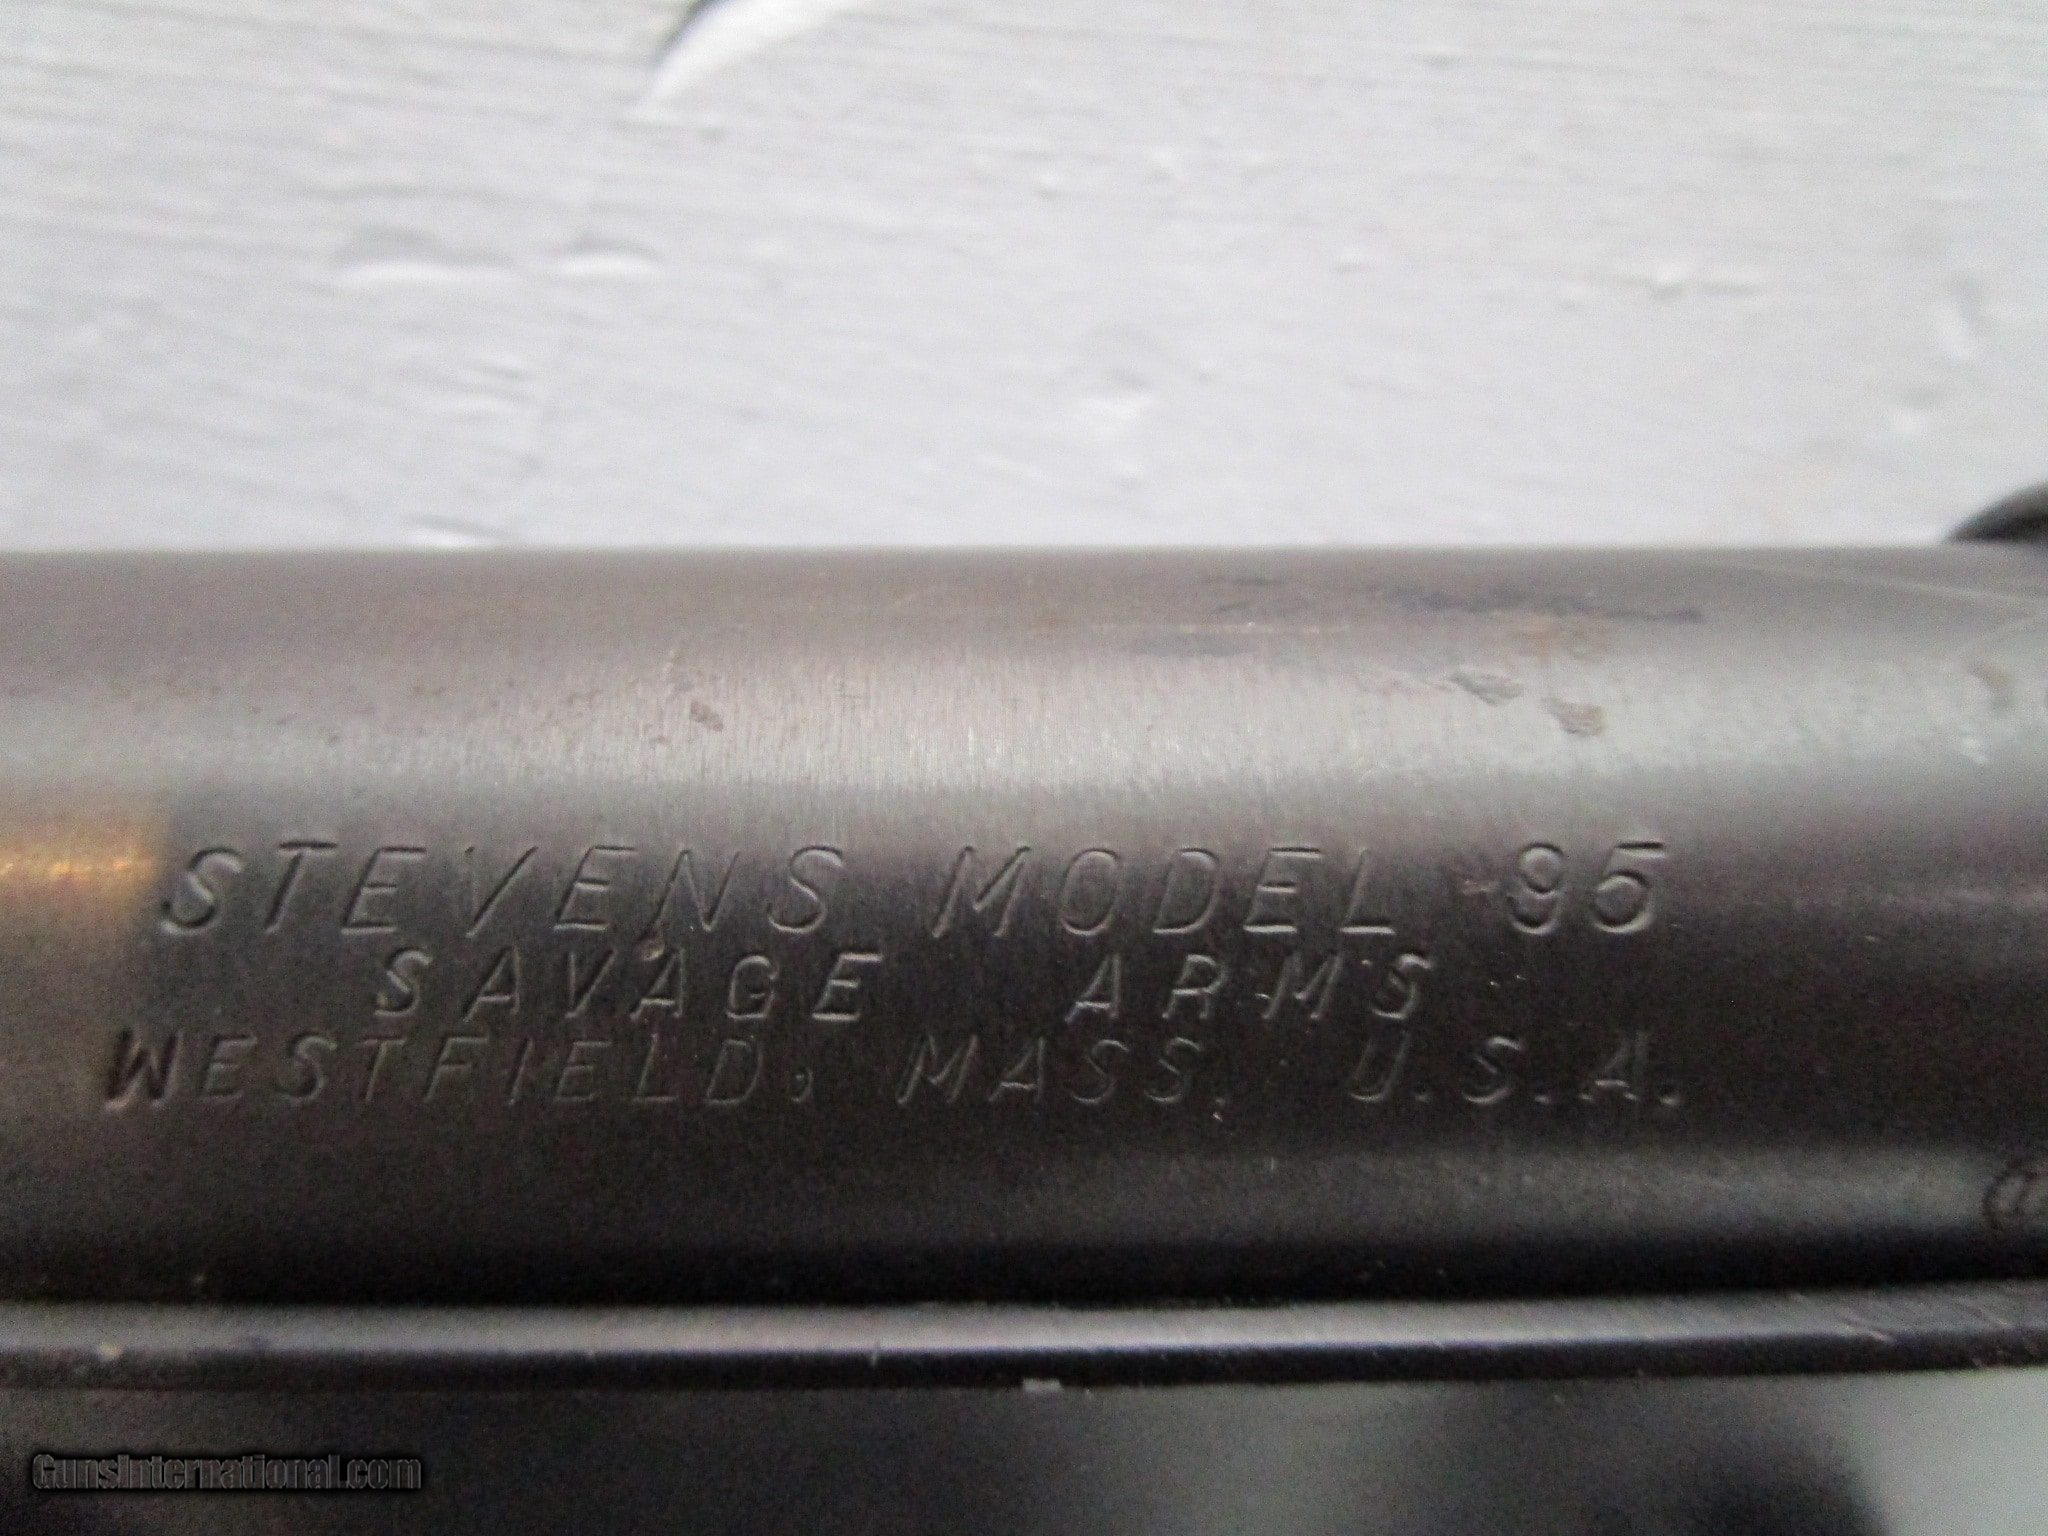 STEVENS MODEL 95
SAVAGE ARMS
WESTFIELD, MASS, U.S.A.
GunsInternational.com